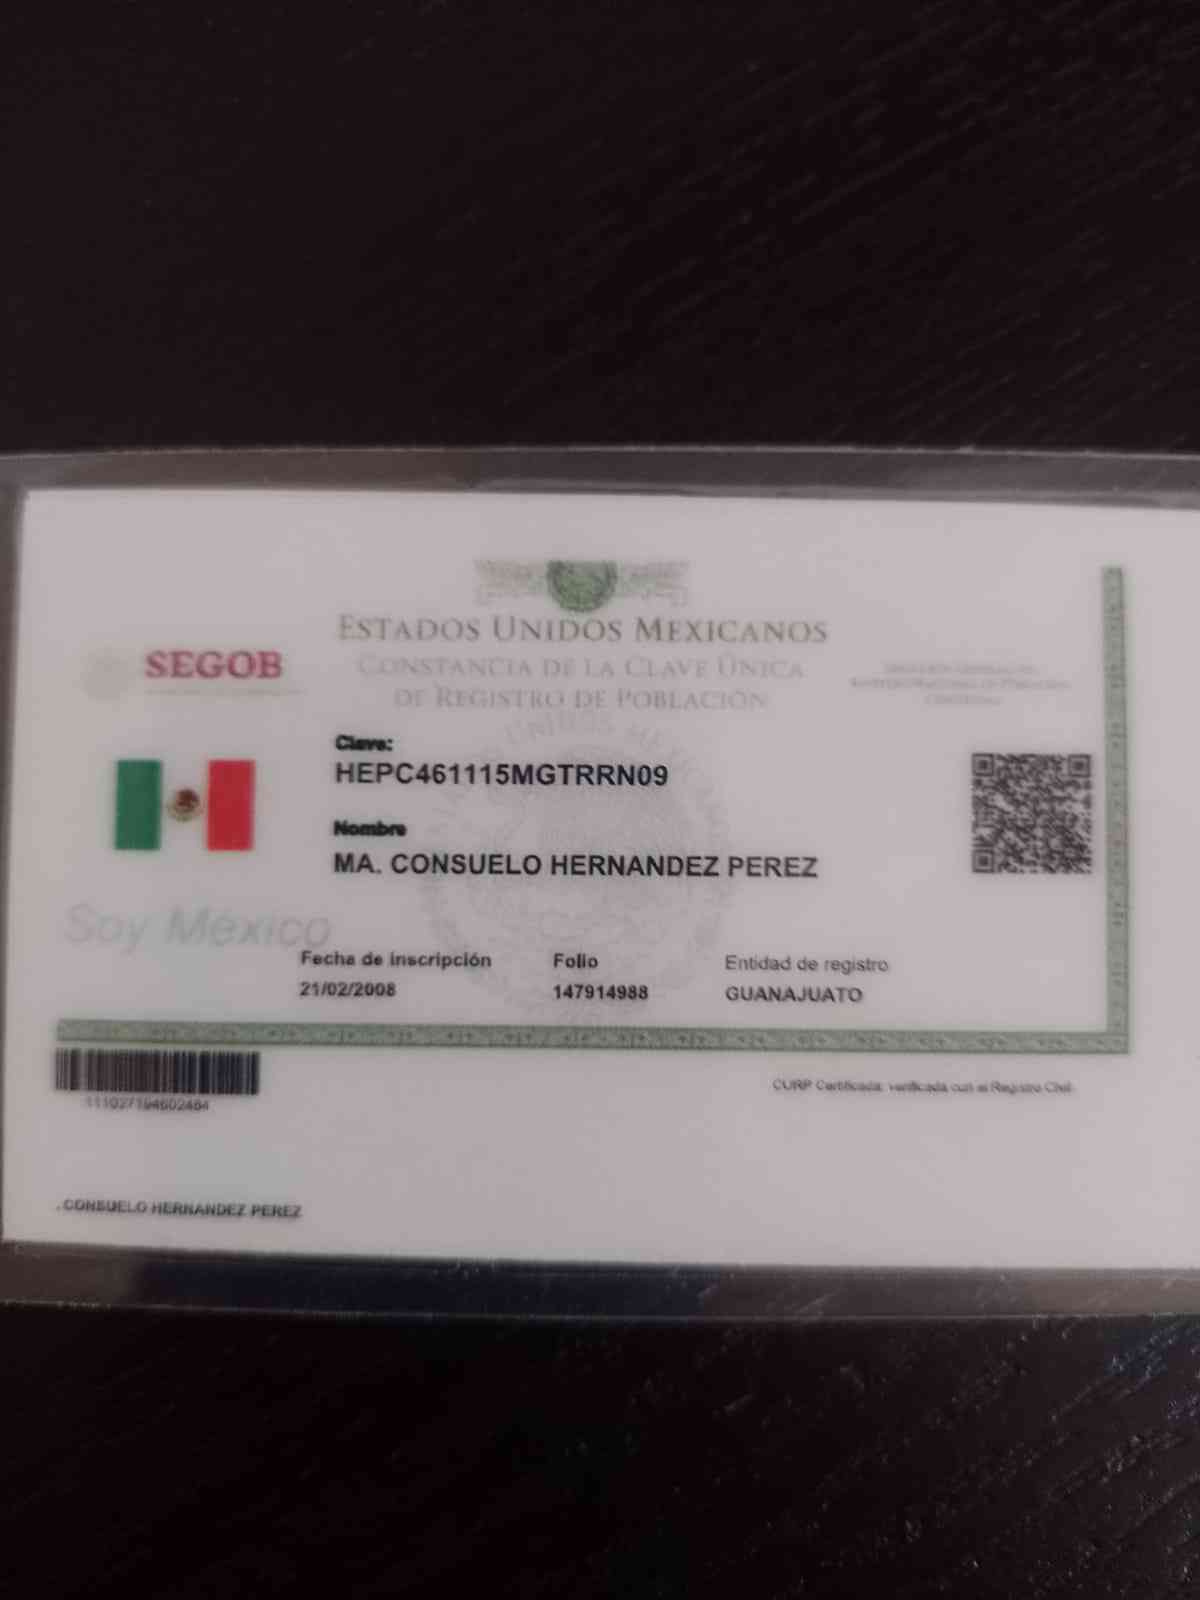 ESTADOS UNIDOS MEXICANOS
SEGOB
CONSTANCIA DE LA CLAVE ÚNICA
DE REGISTRO DE POBLACIÓN
Clave:
HEPC461115MGTRRN09
Nombre
MA. CONSUELO HERNANDEZ PEREZ
Soy México
Fecha de inscripción Folio Entidad de registro
21/02/2008 147914988 GUANAJUATO
CURP Certificada: verificada con el Registro Civil
111027194602484
. CONSUELO HERNANDEZ PEREZ